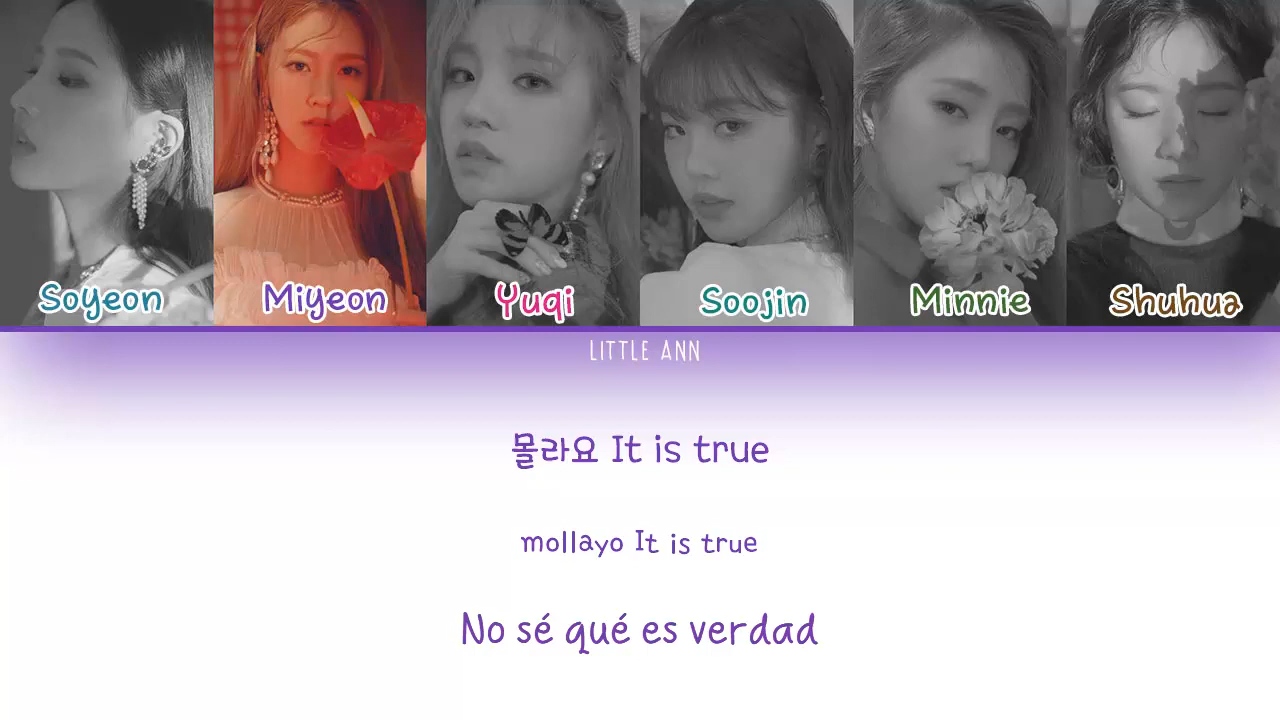 Soyeon Miyeon Yuqi Soojin Minnie Shuhua
LITTLE ANN
몰라요 It is true
mollayo It is true
No sé qué es verdad